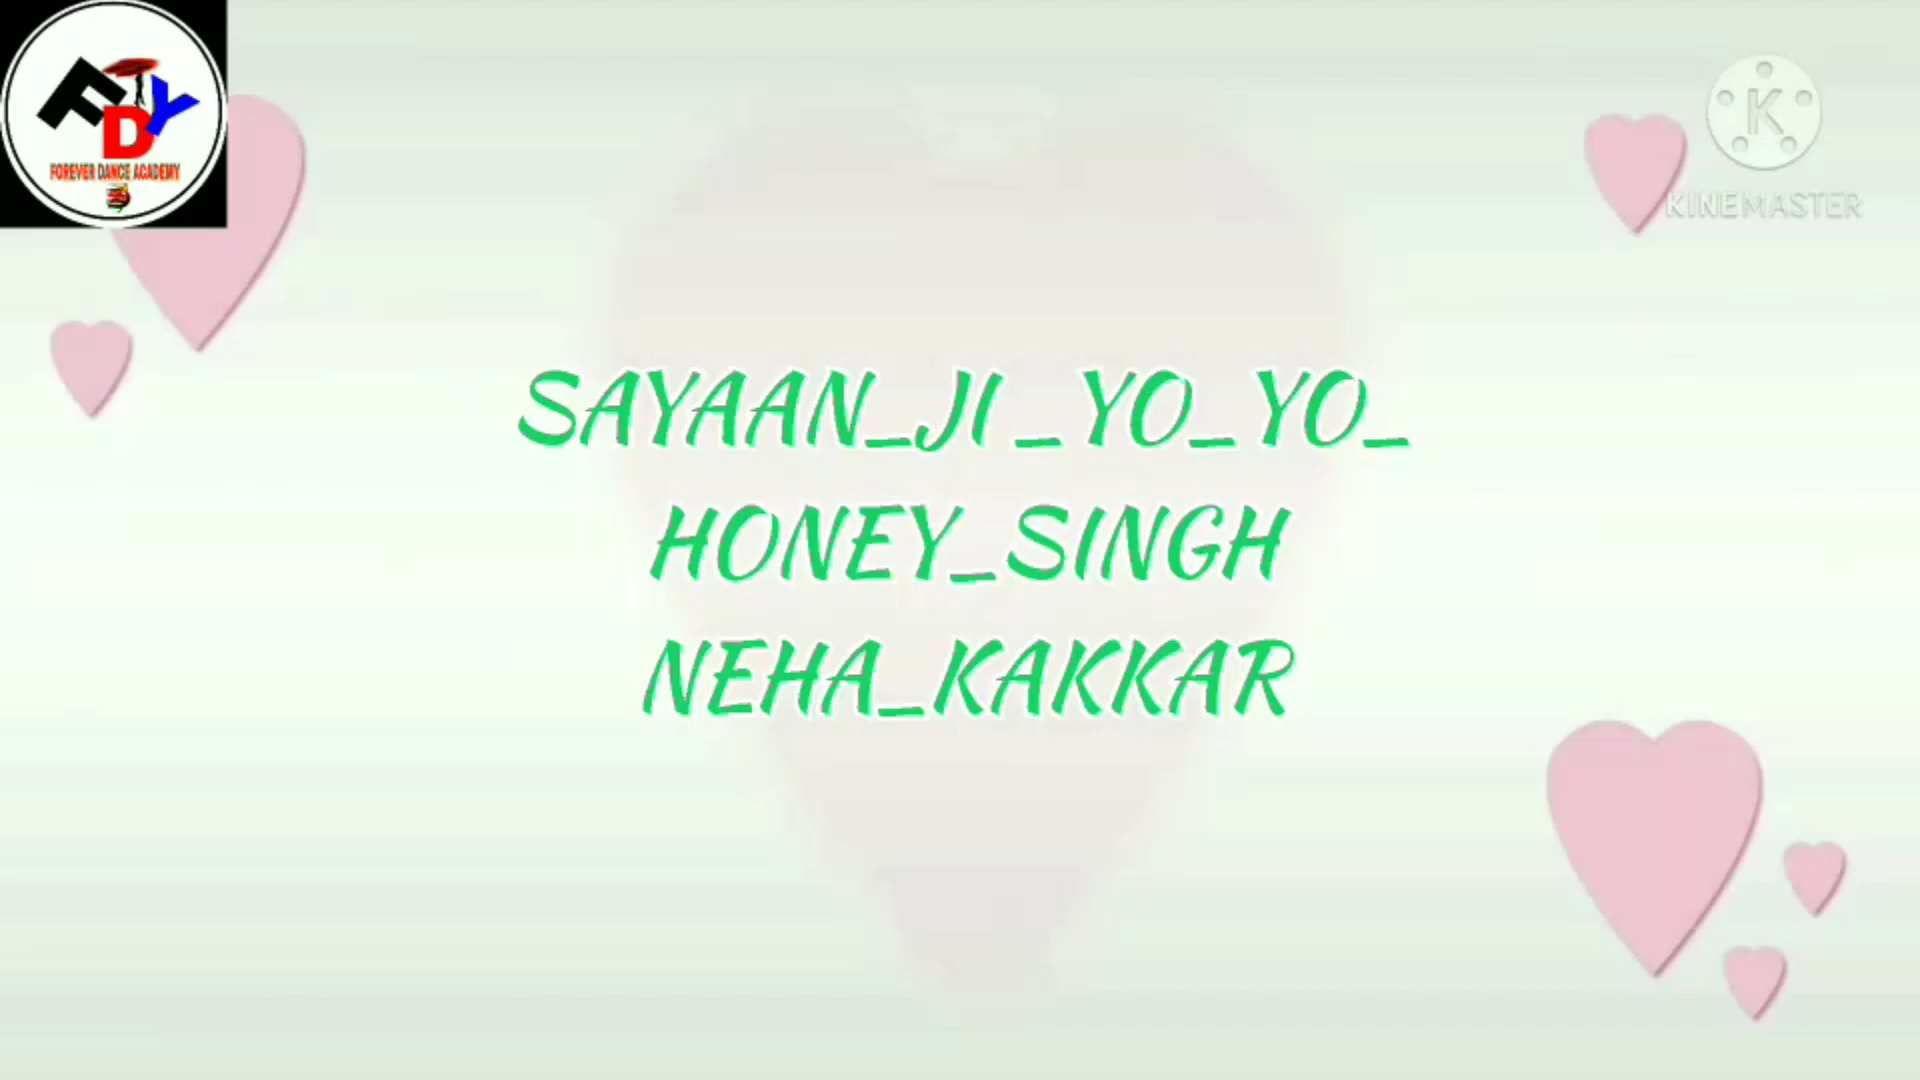 FDY
FOREVER DANCE ACADEMY
K
KINEMASTER
SAYAAN_JI_YO_YO_
HONEY_SINGH
NEHA_KAKKAR